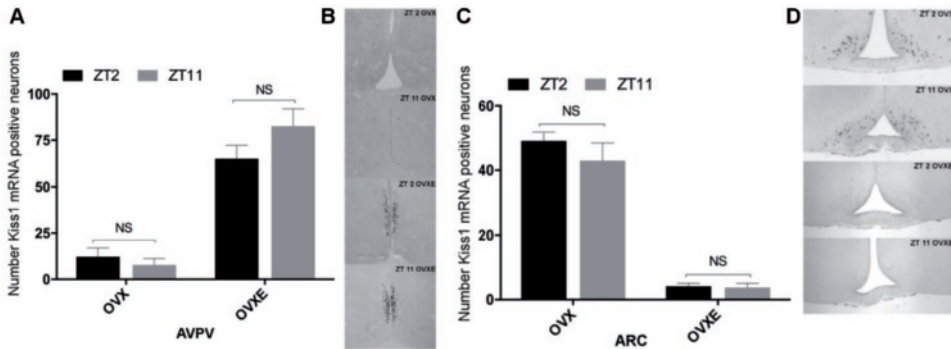 A
Number Kiss1 mRNA positive neurons
ZT2 ZT11
100
75
50
25
0
NS
NS
OVX
OVXE
AVPV
B
ZT 2 OVX
ZT 11 OVX
ZT 2 OVXE
ZT 11 OVXE
C
Number Kiss1 mRNA positive neurons
ZT2 ZT11
60
40
20
0
NS
NS
OVX
OVXE
ARC
D
ZT 2 OVX
ZT 11 OVX
ZT 2 OVXE
ZT 11 OVXE